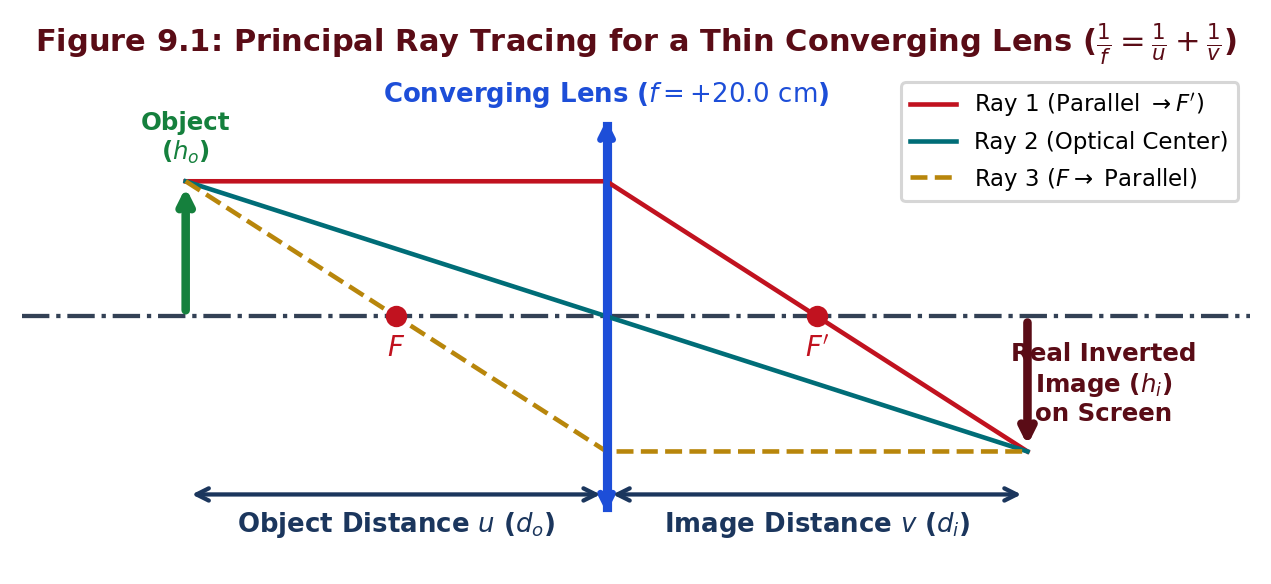 Figure 9.1: Principal Ray Tracing for a Thin Converging Lens (1/f = 1/u + 1/v)
Converging Lens (f = +20.0 cm)
Ray 1 (Parallel → F′)
Ray 2 (Optical Center)
Ray 3 (F → Parallel)
Object
(hₒ)
F
F′
Real Inverted
Image (hᵢ)
on Screen
Object Distance u (dₒ)
Image Distance v (dᵢ)